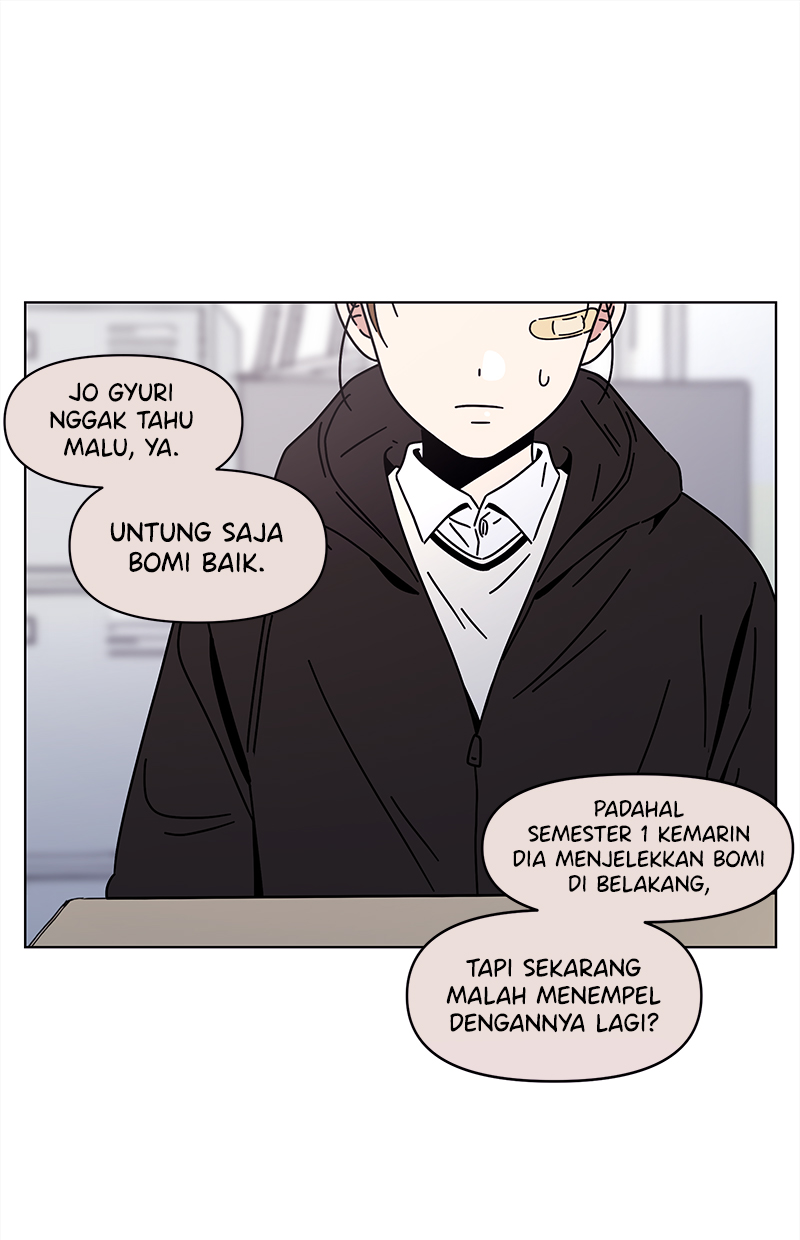 JO GYURI
NGGAK TAHU
MALU, YA.
UNTUNG SAJA
BOMI BAIK.
PADAHAL
SEMESTER 1 KEMARIN
DIA MENJELEKKAN BOMI
DI BELAKANG,
TAPI SEKARANG
MALAH MENEMPEL
DENGANNYA LAGI?